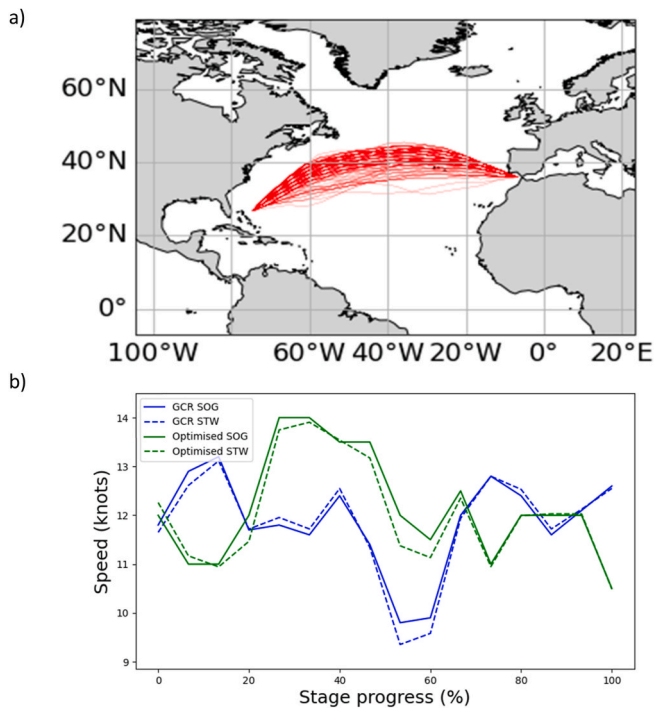 a)
60°N
40°N
20°N
0°
100°W 60°W 40°W 20°W 0° 20°E
b)
GCR SOG
GCR STW
Optimised SOG
Optimised STW
14
13
12
11
10
9
Speed (knots)
0 20 40 60 80 100
Stage progress (%)